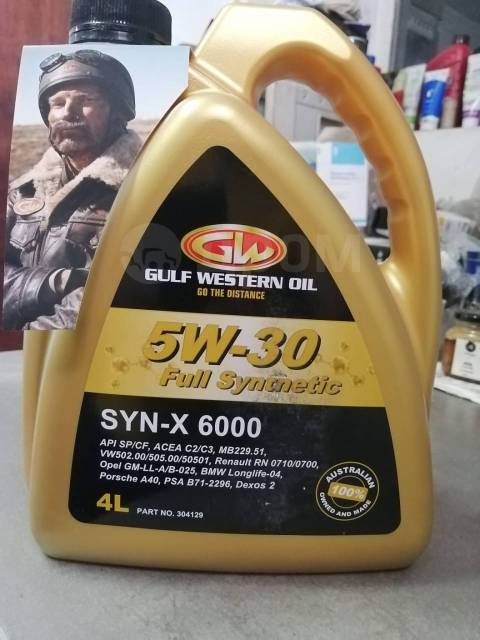 GW
GULF WESTERN OIL
GO THE DISTANCE
5W-30
Full Synthetic
SYN-X 6000
API SP/CF, ACEA C2/C3, MB229.51,
VW502.00/505.00/50501, Renault RN 0710/0700,
Opel GM-LL-A/B-025, BMW Longlife-04,
Porsche A40, PSA B71-2296, Dexos 2
4L
PART NO. 304129
AUSTRALIAN
100%
OWNED AND MADE